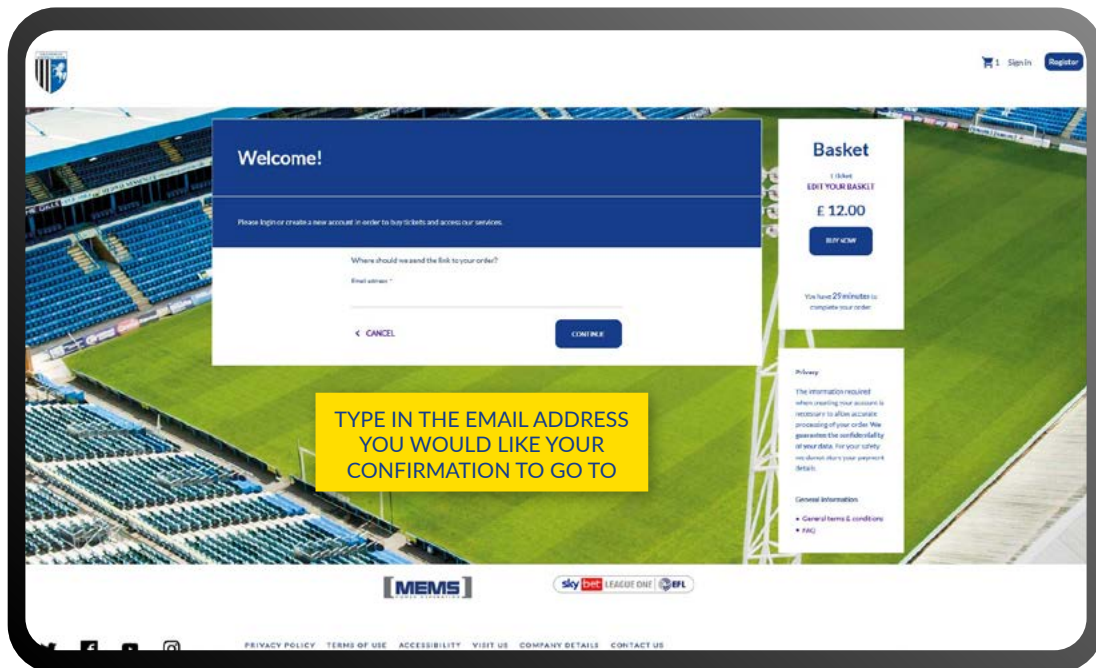 1 Sign in Register
Welcome!
Please login or create a new account in order to buy tickets and access our services.
Where should we send the link to your order?
Email address *
< CANCEL
CONTINUE
TYPE IN THE EMAIL ADDRESS
YOU WOULD LIKE YOUR
CONFIRMATION TO GO TO
Basket
1 ticket
EDIT YOUR BASKET
£ 12.00
BUY NOW
You have 29 minutes to
complete your order
Privacy
The information required
when creating your account is
necessary to allow accurate
processing of your order. We
guarantee the confidentiality
of your data. For your safety
we do not store your payment
details.
General Information
• General terms & conditions
• FAQ
[MEMS]
POWER GENERATION
sky bet LEAGUE ONE EFL
PRIVACY POLICY TERMS OF USE ACCESSIBILITY VISIT US COMPANY DETAILS CONTACT US